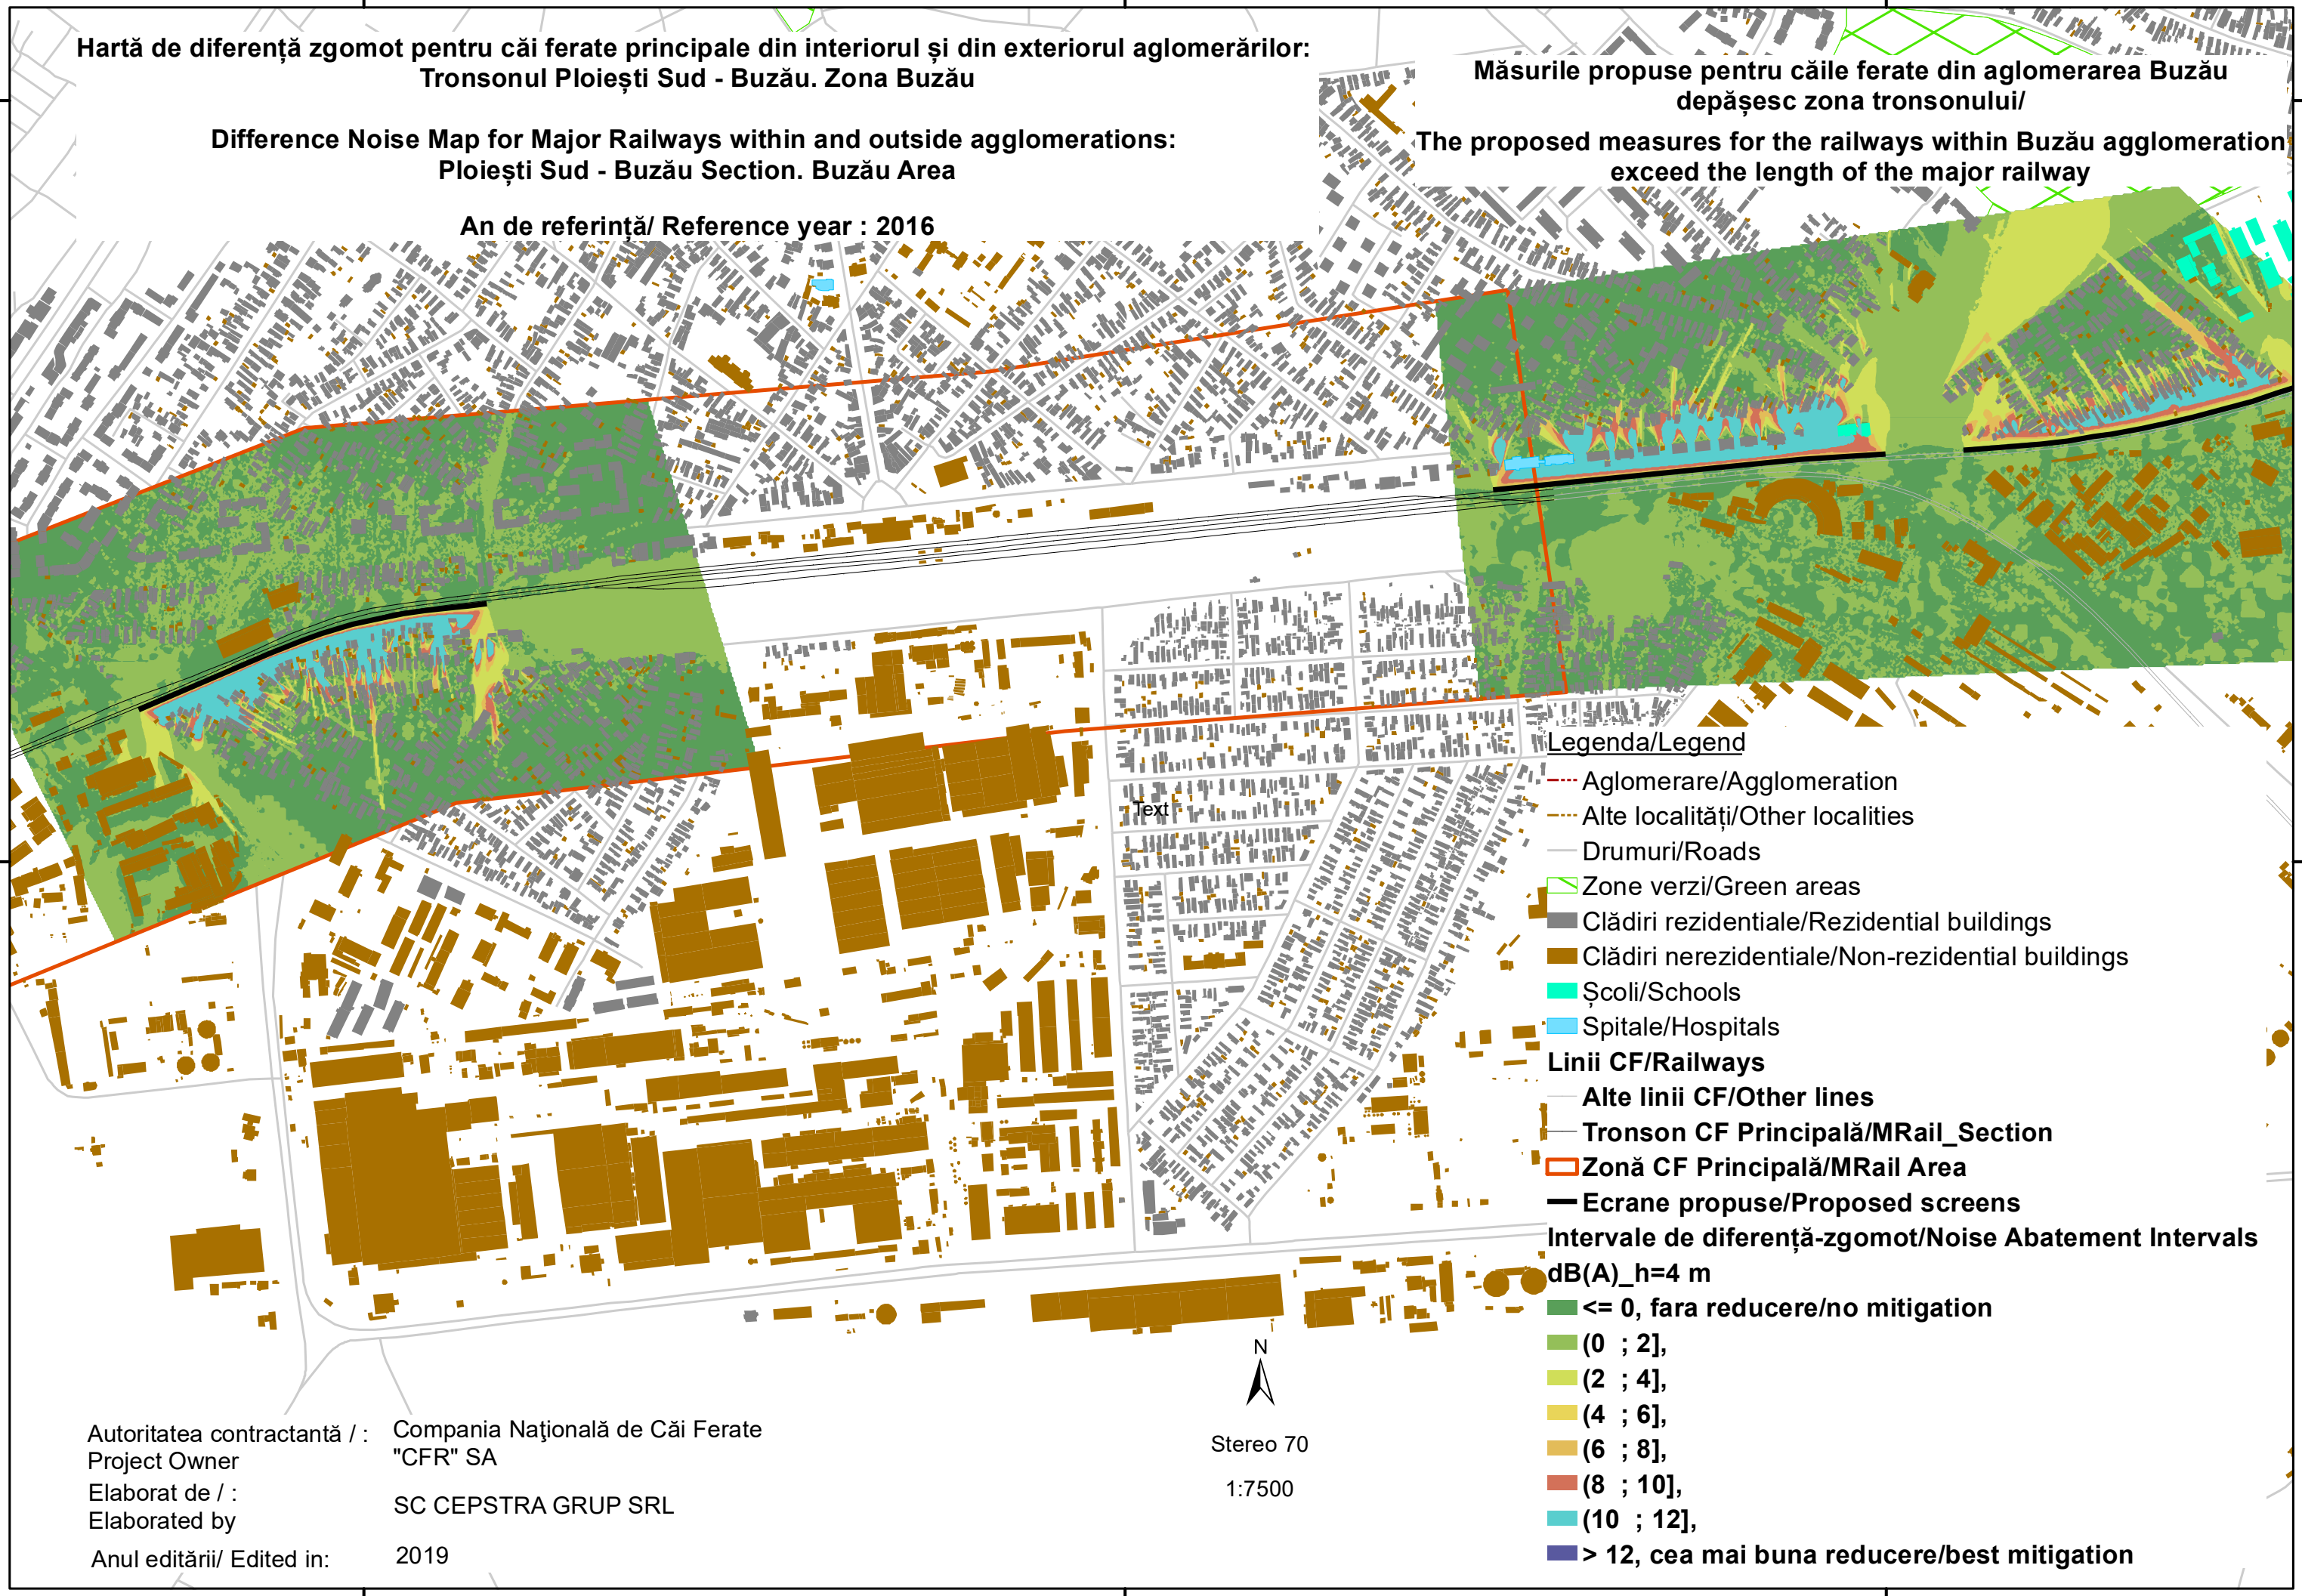 Hartă de diferență zgomot pentru căi ferate principale din interiorul și din exteriorul aglomerărilor:
Tronsonul Ploiești Sud - Buzău. Zona Buzău
Difference Noise Map for Major Railways within and outside agglomerations:
Ploiești Sud - Buzău Section. Buzău Area
An de referință/ Reference year : 2016
Măsurile propuse pentru căile ferate din aglomerarea Buzău
depășesc zona tronsonului/
The proposed measures for the railways within Buzău agglomeration
exceed the length of the major railway
Text
Legenda/Legend
Aglomerare/Agglomeration
Alte localități/Other localities
Drumuri/Roads
Zone verzi/Green areas
Clădiri rezidentiale/Rezidential buildings
Clădiri nerezidentiale/Non-rezidential buildings
Școli/Schools
Spitale/Hospitals
Linii CF/Railways
Alte linii CF/Other lines
Tronson CF Principală/MRail_Section
Zonă CF Principală/MRail Area
Ecrane propuse/Proposed screens
Intervale de diferență-zgomot/Noise Abatement Intervals
dB(A)_h=4 m
<= 0, fara reducere/no mitigation
(0 ; 2],
(2 ; 4],
(4 ; 6],
(6 ; 8],
(8 ; 10],
(10 ; 12],
> 12, cea mai buna reducere/best mitigation
N
Stereo 70
1:7500
Autoritatea contractantă / : Compania Naţională de Căi Ferate
Project Owner "CFR" SA
Elaborat de / :
Elaborated by SC CEPSTRA GRUP SRL
Anul editării/ Edited in: 2019